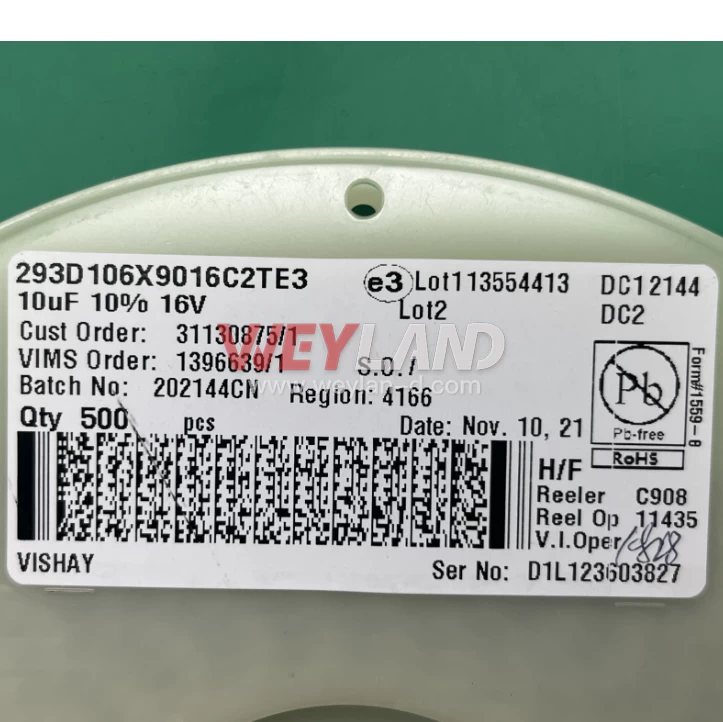 293D106X9016C2TE3 e3 Lot113554413 DC12144
10uF 10% 16V Lot2 DC2
Cust Order: 31130875/1
VIMS Order: 1396639/1 S.O./
Batch No: 202144CN Region: 4166
Qty 500 pcs Date: Nov. 10, 21
WEYLAND
www.weyland-d.com
Pb
Pb-free
RoHS
Form#1559-8
H/F
Reeler C908
Reel Op 11435
V.I.Oper
VISHAY Ser No: D1L123603827